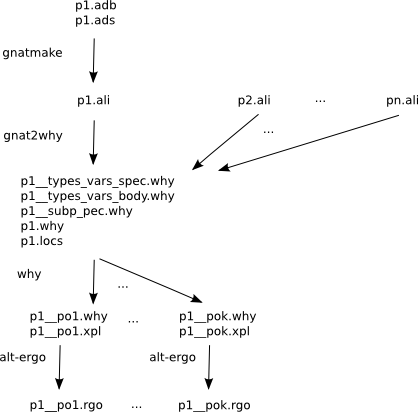 p1.adb
p1.ads
gnatmake
p1.ali
p2.ali ... pn.ali
...
gnat2why
p1__types_vars_spec.why
p1__types_vars_body.why
p1__subp_pec.why
p1.why
p1.locs
why
...
p1__po1.why ... p1__pok.why
p1__po1.xpl p1__pok.xpl
alt-ergo alt-ergo
p1__po1.rgo ... p1__pok.rgo